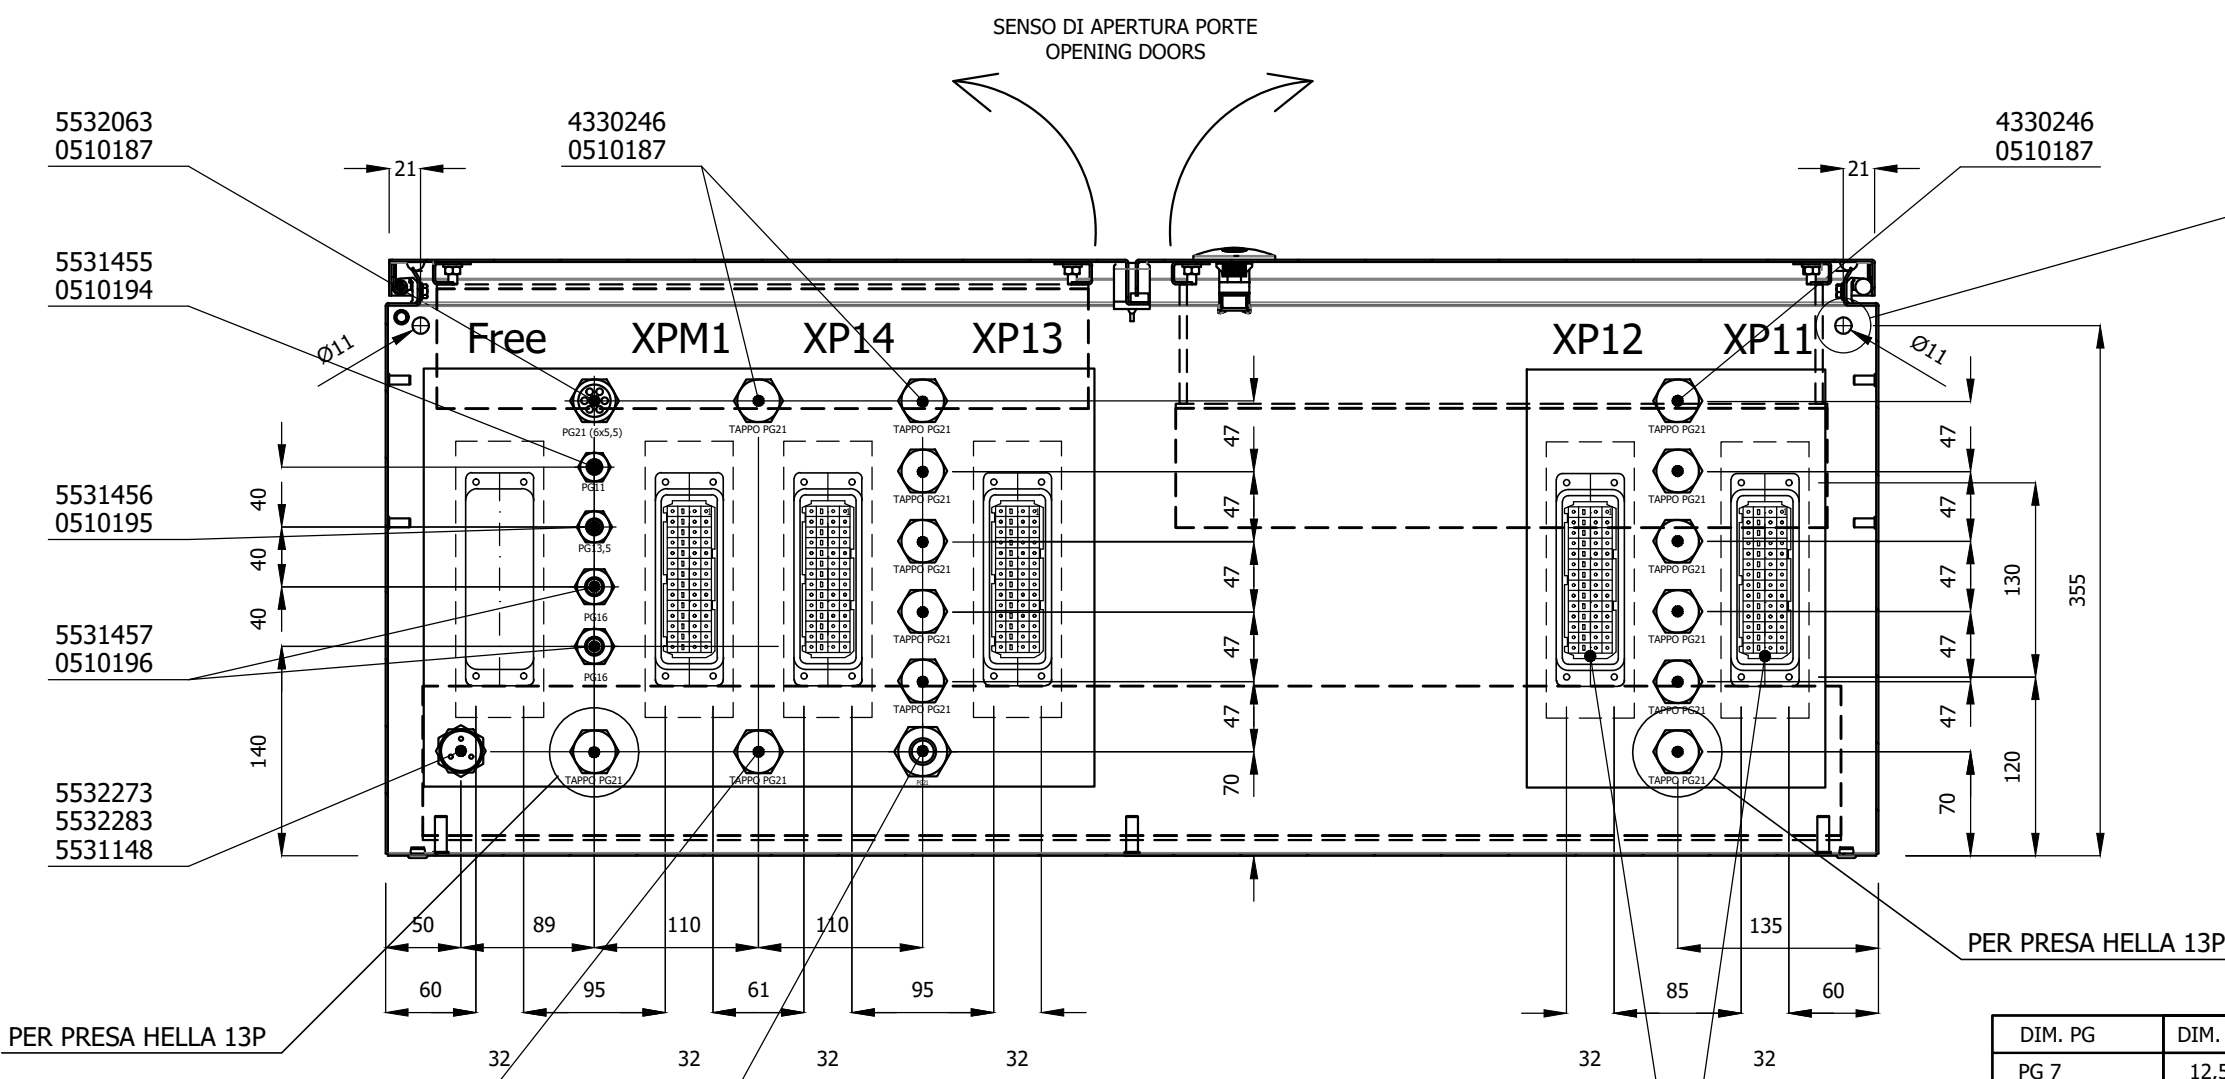 SENSO DI APERTURA PORTE
OPENING DOORS
5532063
0510187
4330246
0510187
4330246
0510187
21
21
5531455
0510194
Ø11
Ø11
Free
XPM1
XP14
XP13
XP12
XP11
PG21 (6x5,5)
TAPPO PG21
TAPPO PG21
TAPPO PG21
47
47
5531456
0510195
40
PG11
TAPPO PG21
TAPPO PG21
47
47
40
PG13,5
TAPPO PG21
TAPPO PG21
47
47
130
355
5531457
0510196
40
PG16
TAPPO PG21
TAPPO PG21
47
47
PG16
TAPPO PG21
TAPPO PG21
47
47
140
TAPPO PG21
TAPPO PG21
PG21
TAPPO PG21
70
70
120
5532273
5532283
5531148
50
89
110
110
135
PER PRESA HELLA 13P
60
95
61
95
85
60
PER PRESA HELLA 13P
32
32
32
32
32
32
DIM. PG
DIM.
PG 7
12,5